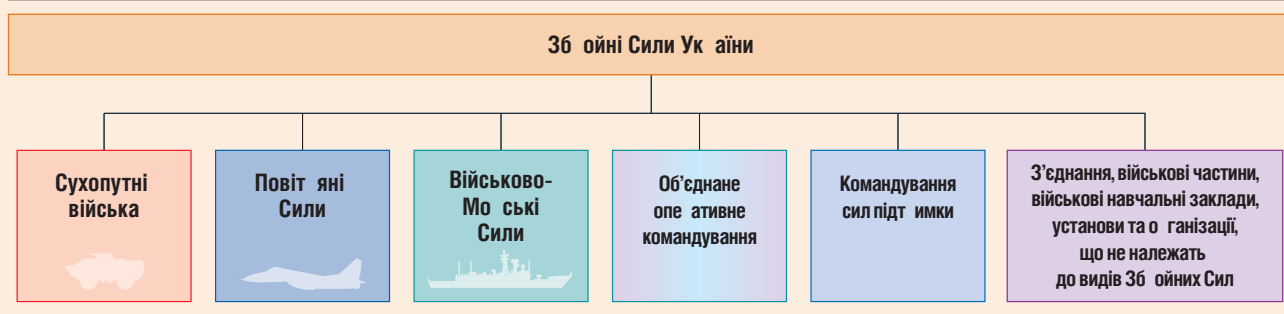 Зб ойні Сили Ук аїни
Сухопутні
війська
Повіт яні
Сили
Військово-
Мо ські
Сили
Об’єднане
опе ативне
командування
Командування
сил підт имки
З’єднання, військові частини,
військові навчальні заклади,
установи та о ганізації,
що не належать
до видів Зб ойних Сил